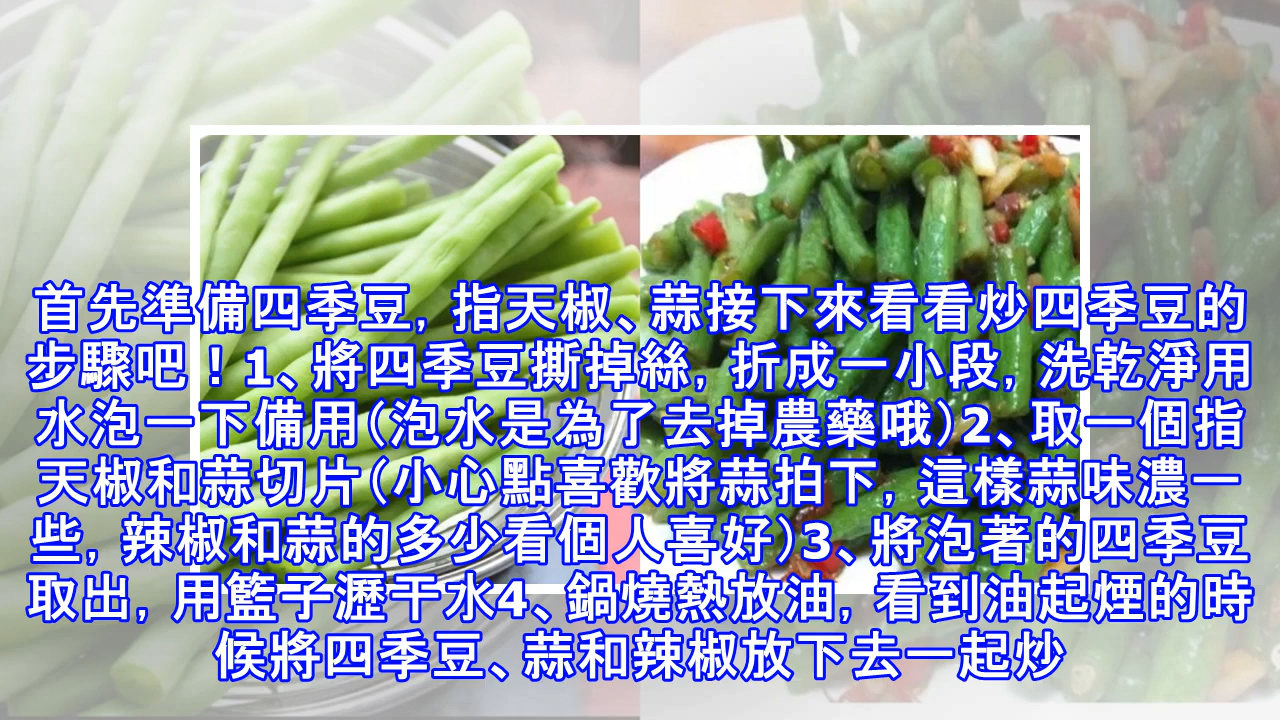 首先準備四季豆, 指天椒、蒜接下來看看炒四季豆的
步驟吧！1、將四季豆撕掉絲, 折成一小段, 洗乾淨用
水泡一下備用(泡水是為了去掉農藥哦)2、取一個指
天椒和蒜切片(小心點喜歡將蒜拍下, 這樣蒜味濃一
些, 辣椒和蒜的多少看個人喜好)3、將泡著的四季豆
取出, 用籃子瀝干水4、鍋燒熱放油, 看到油起煙的時
候將四季豆、蒜和辣椒放下去一起炒